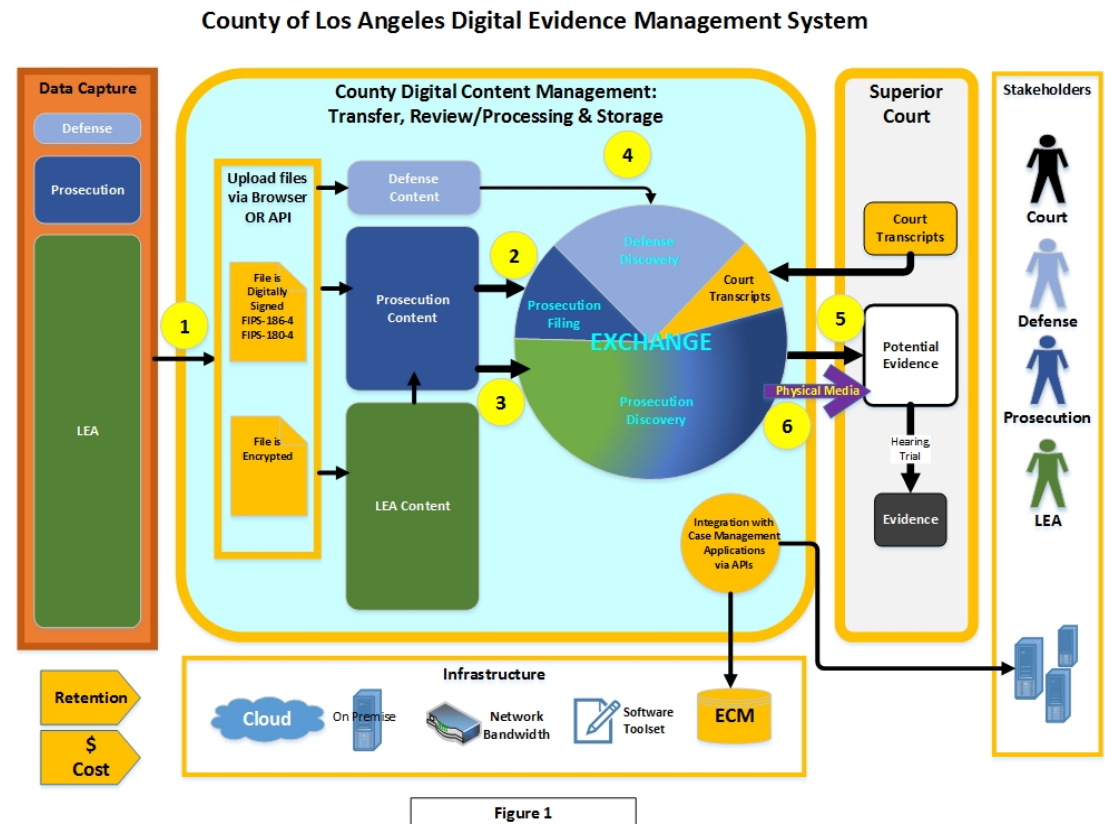 County of Los Angeles Digital Evidence Management System
Data Capture
Defense
Prosecution
LEA
1
County Digital Content Management:
Transfer, Review/Processing & Storage
Upload files
via Browser
OR API
File is
Digitally
Signed
FIPS-186-4
FIPS-180-4
File is
Encrypted
Defense
Content
Prosecution
Content
LEA Content
2
3
4
Defense
Discovery
Court
Transcripts
Prosecution
Filing
EXCHANGE
Prosecution
Discovery
5
Physical Media
6
Integration with
Case Management
Applications
via APIs
Superior
Court
Court
Transcripts
Potential
Evidence
Hearing,
Trial
Evidence
Stakeholders
Court
Defense
Prosecution
LEA
Retention
$
Cost
Infrastructure
Cloud
On Premise
Network
Bandwidth
Software
Toolset
ECM
Figure 1